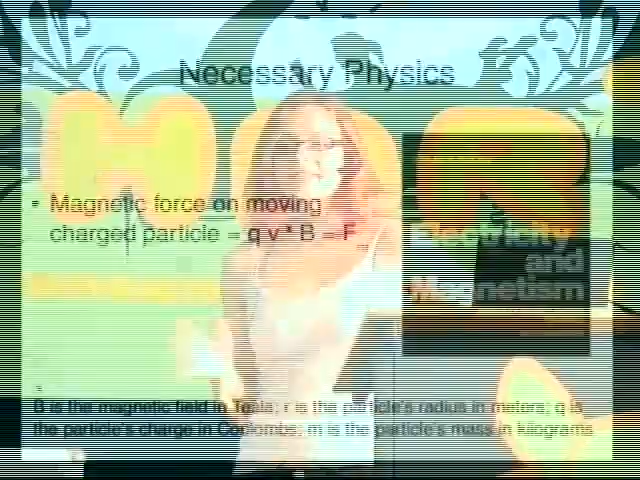 Necessary Physics
• Magnetic force on moving
charged particle = q v * B = F
Electricity
and
Magnetism
B is the magnetic field in Tesla; r is the particle's radius in meters; q is
the particle's charge in Coulombs; m is the particle's mass in kilograms